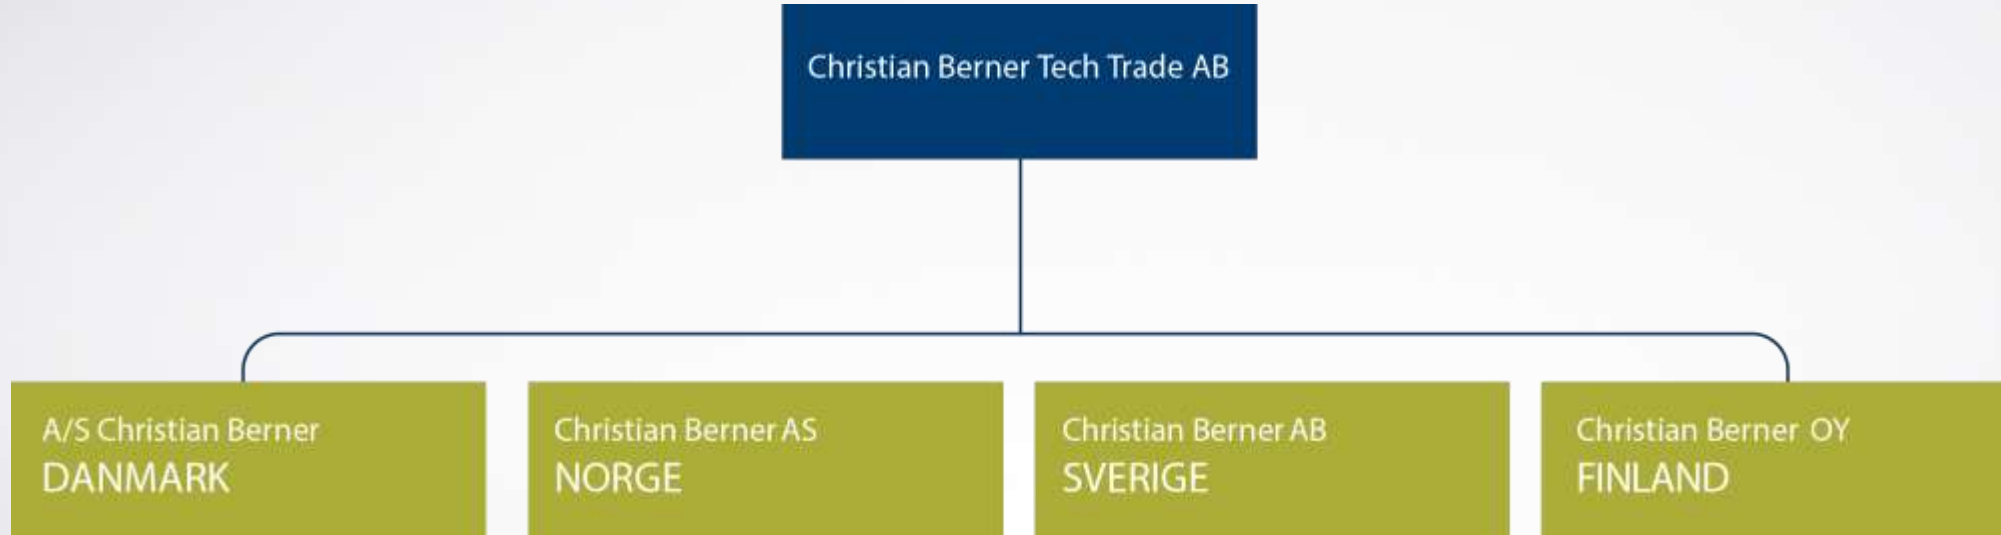 Christian Berner Tech Trade AB
A/S Christian Berner
DANMARK
Christian Berner AS
NORGE
Christian Berner AB
SVERIGE
Christian Berner OY
FINLAND